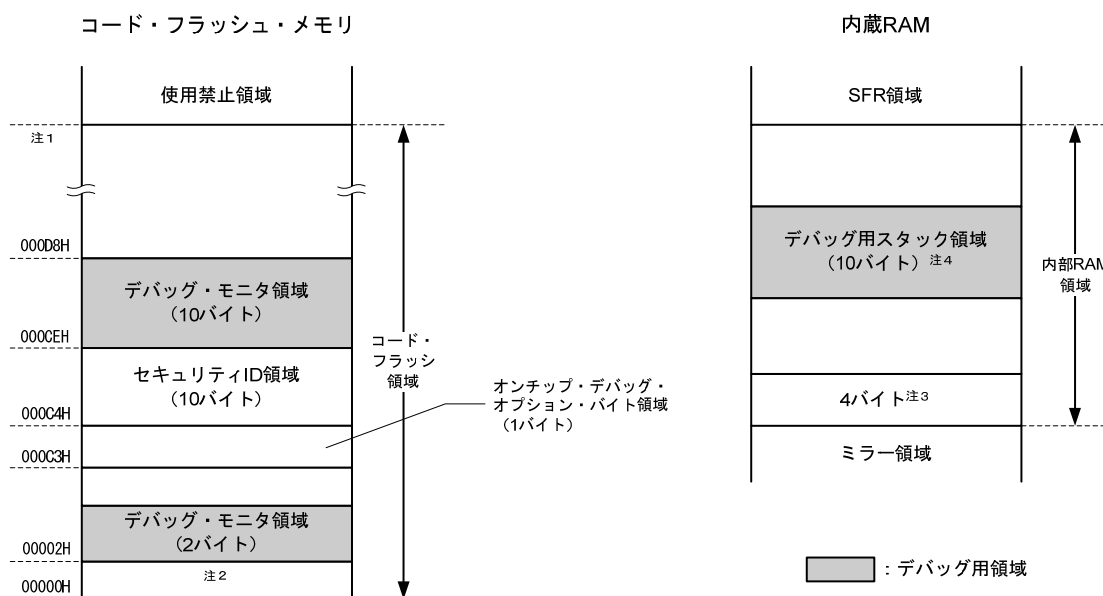 コード・フラッシュ・メモリ
使用禁止領域
注1
000D8H
デバッグ・モニタ領域
(10バイト)
000CEH
セキュリティID領域
(10バイト)
000C4H
000C3H
デバッグ・モニタ領域
(2バイト)
00002H
注2
00000H
コード・
フラッシ
領域
オンチップ・デバッグ・
オプション・バイト領域
(1バイト)
内蔵RAM
SFR領域
デバッグ用スタック領域
(10バイト) 注4
4バイト注3
ミラー領域
内部RAM
領域
:デバッグ用領域